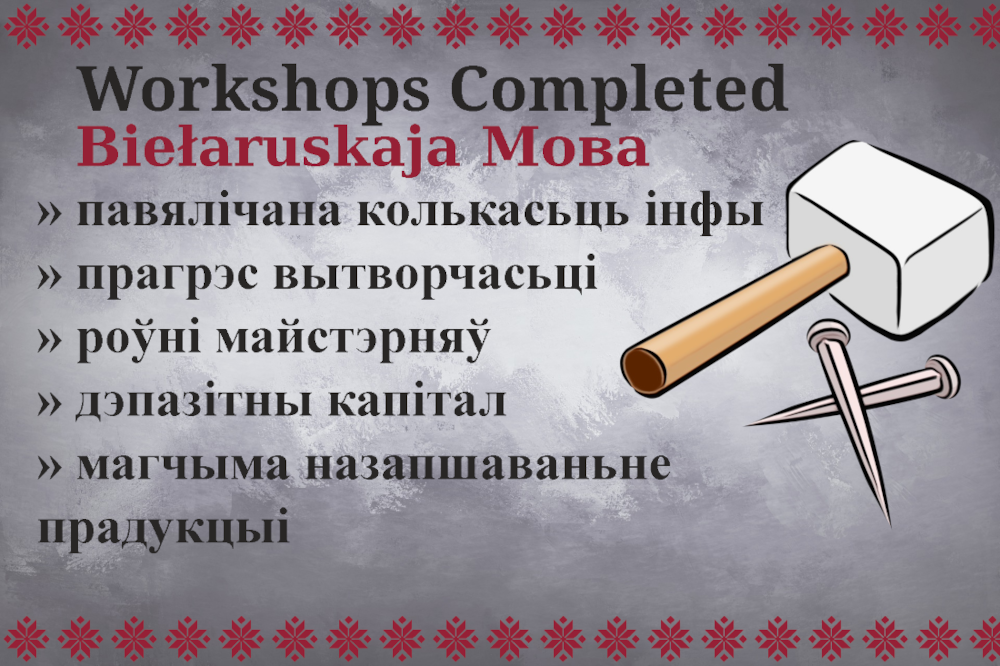 Workshops Completed
Biełaruskaja Мова
» павялічана колькасьць інфы
» прагрэс вытворчасьці
» роўні майстэрняў
» дэпазітны капітал
» магчыма назапшаваньне
прадукцыі